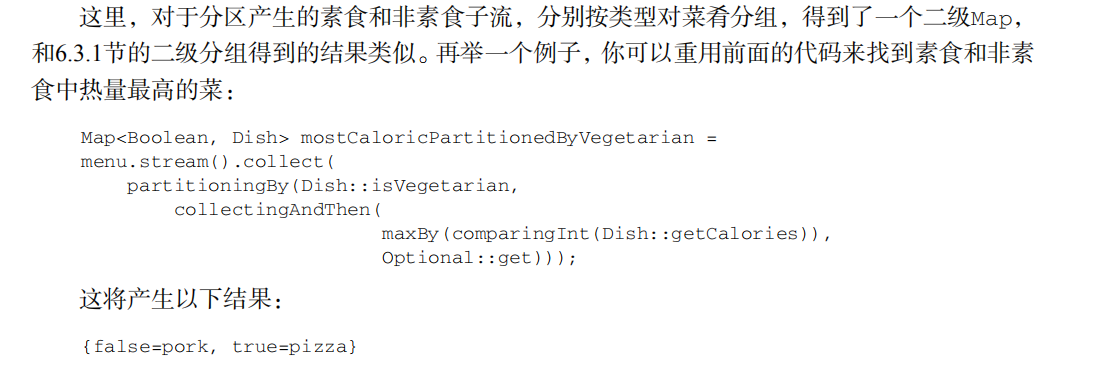 这里，对于分区产生的素食和非素食子流，分别按类型对菜肴分组，得到了一个二级Map，
和6.3.1节的二级分组得到的结果类似。再举一个例子，你可以重用前面的代码来找到素食和非素
食中热量最高的菜：
Map<Boolean, Dish> mostCaloricPartitionedByVegetarian =
menu.stream().collect(
partitioningBy(Dish::isVegetarian,
collectingAndThen(
maxBy(comparingInt(Dish::getCalories)),
Optional::get)));
这将产生以下结果：
{false=pork, true=pizza}